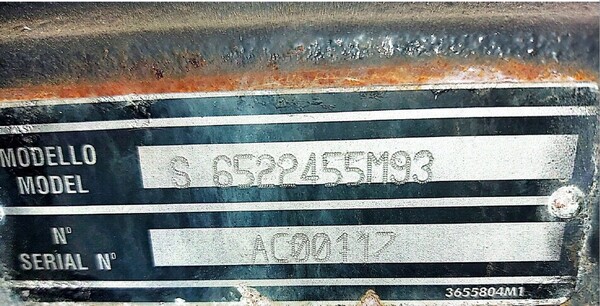 MODELLO
MODEL
S 6522455M93
N°
SERIAL N°
AC00117
3655804M1